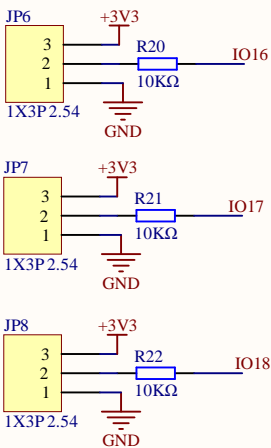 JP6
+3V3
3
R20
IO16
2
1
10KΩ
1X3P 2.54
GND
JP7
+3V3
3
R21
IO17
2
1
10KΩ
1X3P 2.54
GND
JP8
+3V3
3
R22
IO18
2
1
10KΩ
1X3P 2.54
GND